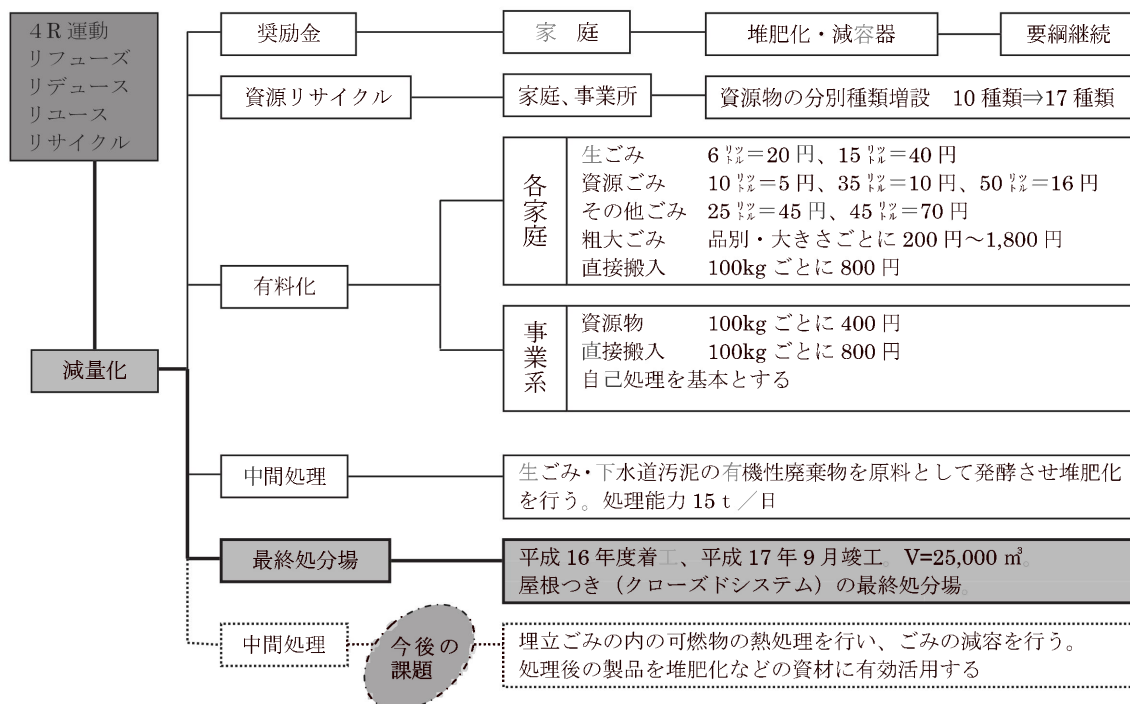 4R運動
リフューズ
リデュース
リユース
リサイクル
減量化
奨励金
家 庭
堆肥化・減容器
要綱継続
資源リサイクル
家庭、事業所
資源物の分別種類増設 10種類⇒17種類
有料化
各家庭
生ごみ 6㍑=20円、15㍑=40円
資源ごみ 10㍑=5円、35㍑=10円、50㍑=16円
その他ごみ 25㍑=45円、45㍑=70円
粗大ごみ 品別・大きさごとに200円～1,800円
直接搬入 100kgごとに800円
事業系
資源物 100kgごとに400円
直接搬入 100kgごとに800円
自己処理を基本とする
中間処理
生ごみ・下水道汚泥の有機性廃棄物を原料として発酵させ堆肥化
を行う。処理能力15t／日
最終処分場
平成16年度着工、平成17年9月竣工。V=25,000㎥。
屋根つき（クローズドシステム）の最終処分場。
中間処理
今後の
課題
埋立ごみの内の可燃物の熱処理を行い、ごみの減容を行う。
処理後の製品を堆肥化などの資材に有効活用する